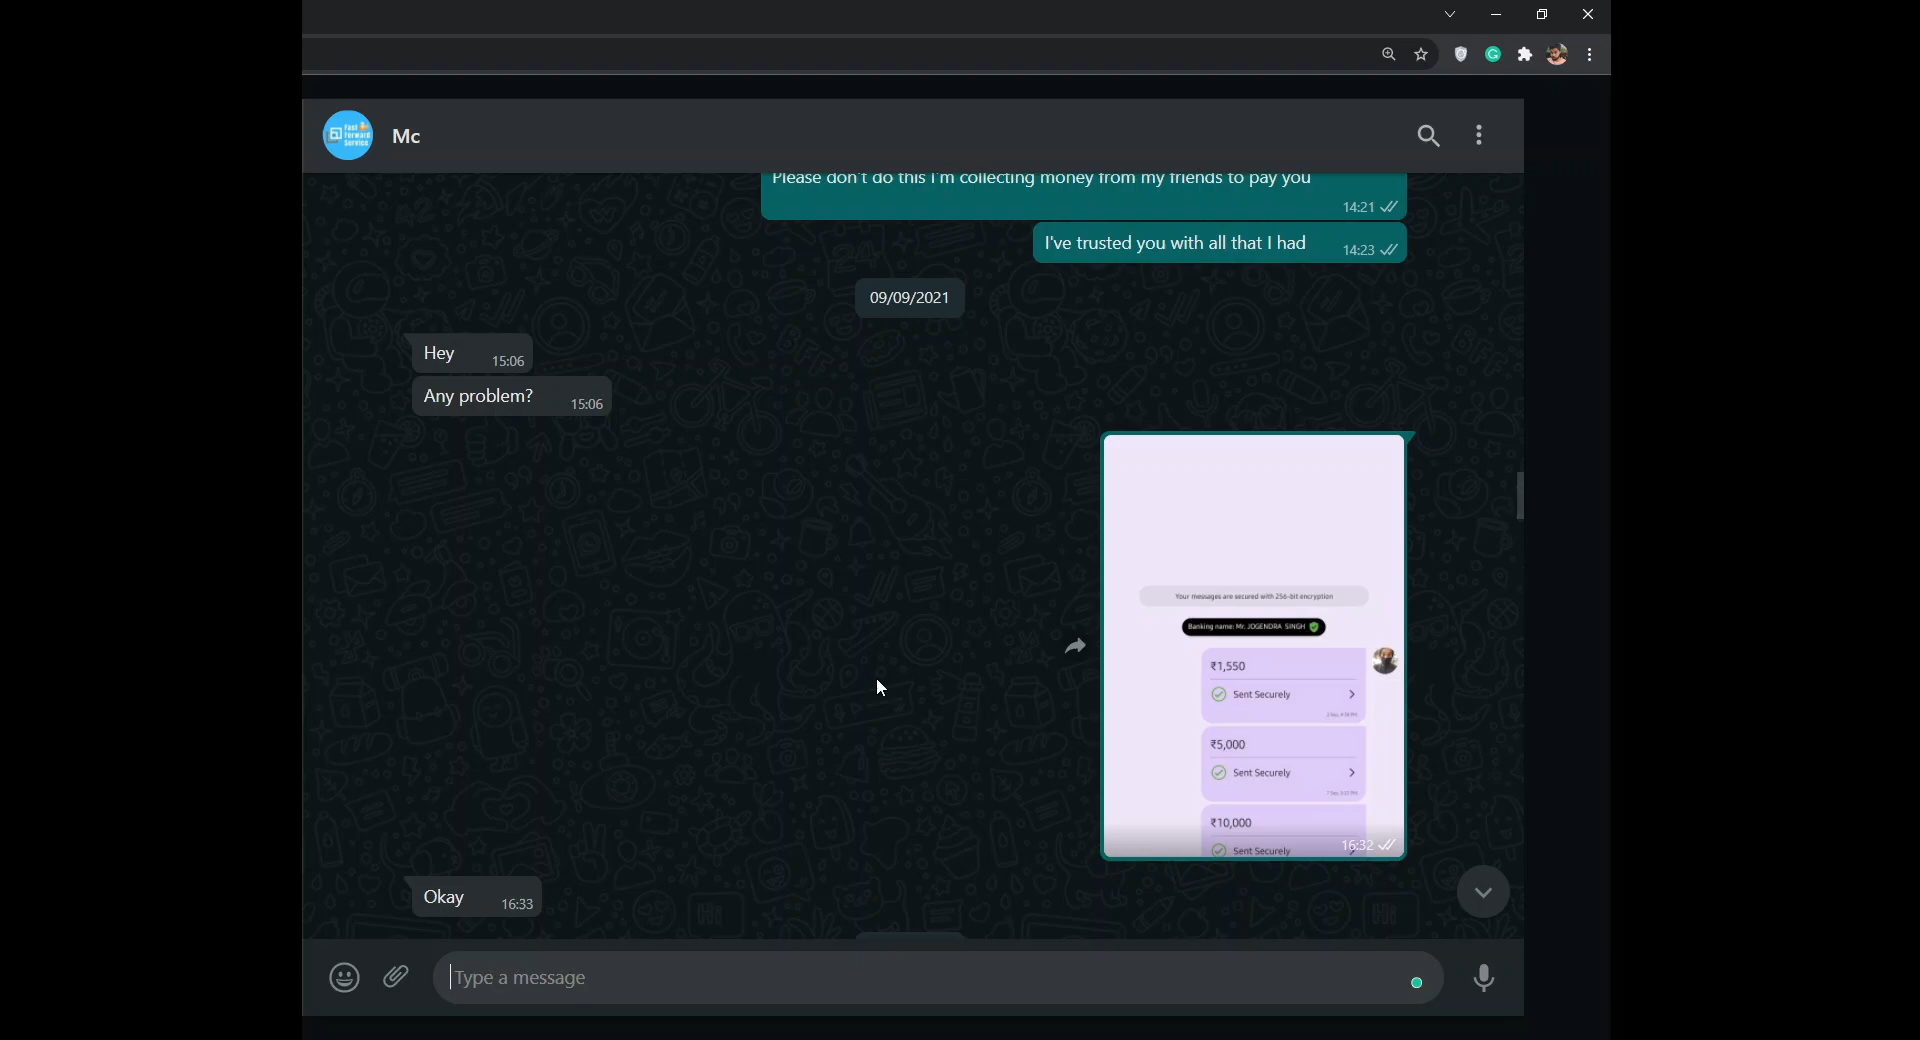 Fast
Forward
Service
Mc
Please don't do this I'm collecting money from my friends to pay you
14:21
I've trusted you with all that I had 14:23
09/09/2021
Hey 15:06
Any problem? 15:06
Your messages are secured with 256-bit encryption
Banking name: Mr. JOGENDRA SINGH
₹1,550
Sent Securely
₹5,000
Sent Securely
₹10,000
Sent Securely
16:32
Okay 16:33
Type a message